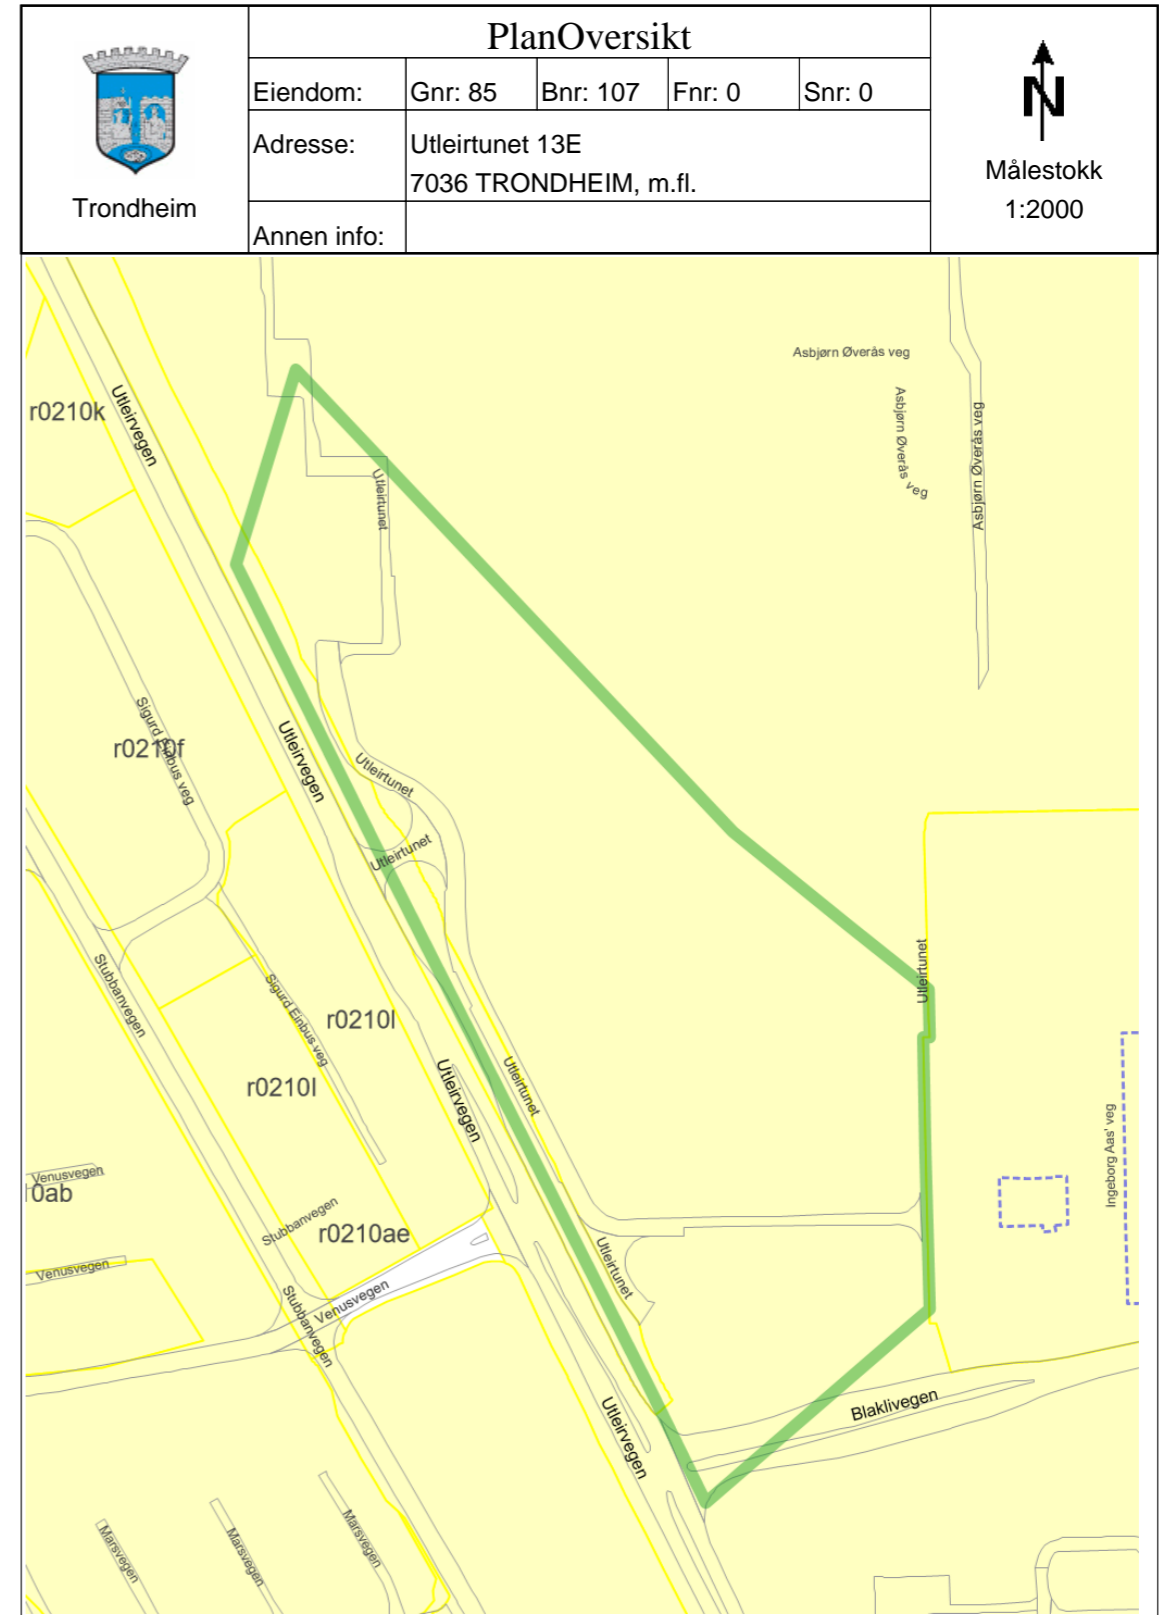 PlanOversikt
Eiendom: Gnr: 85 Bnr: 107 Fnr: 0 Snr: 0
Adresse: Utleirtunet 13E
7036 TRONDHEIM, m.fl.
Annen info:
Trondheim
N
Målestokk
1:2000
Asbjørn Øverås veg
Asbjørn Øverås veg
Asbjørn Øverås veg
r0210k
Utleirvegen
Utleirtunet
Sigurd Einbus veg
r0210f
Utleirvegen
Utleirtunet
Utleirtunet
Utleirtunet
Stubbanvegen
Sigurd Einbus veg
r0210l
r0210l
Utleirvegen
Utleirtunet
Ingeborg Aas' veg
Venusvegen
0ab
Stubbanvegen
r0210ae
Utleirtunet
Venusvegen
Venusvegen
Stubbanvegen
Blaklivegen
Utleirvegen
Marsvegen
Marsvegen
Marsvegen